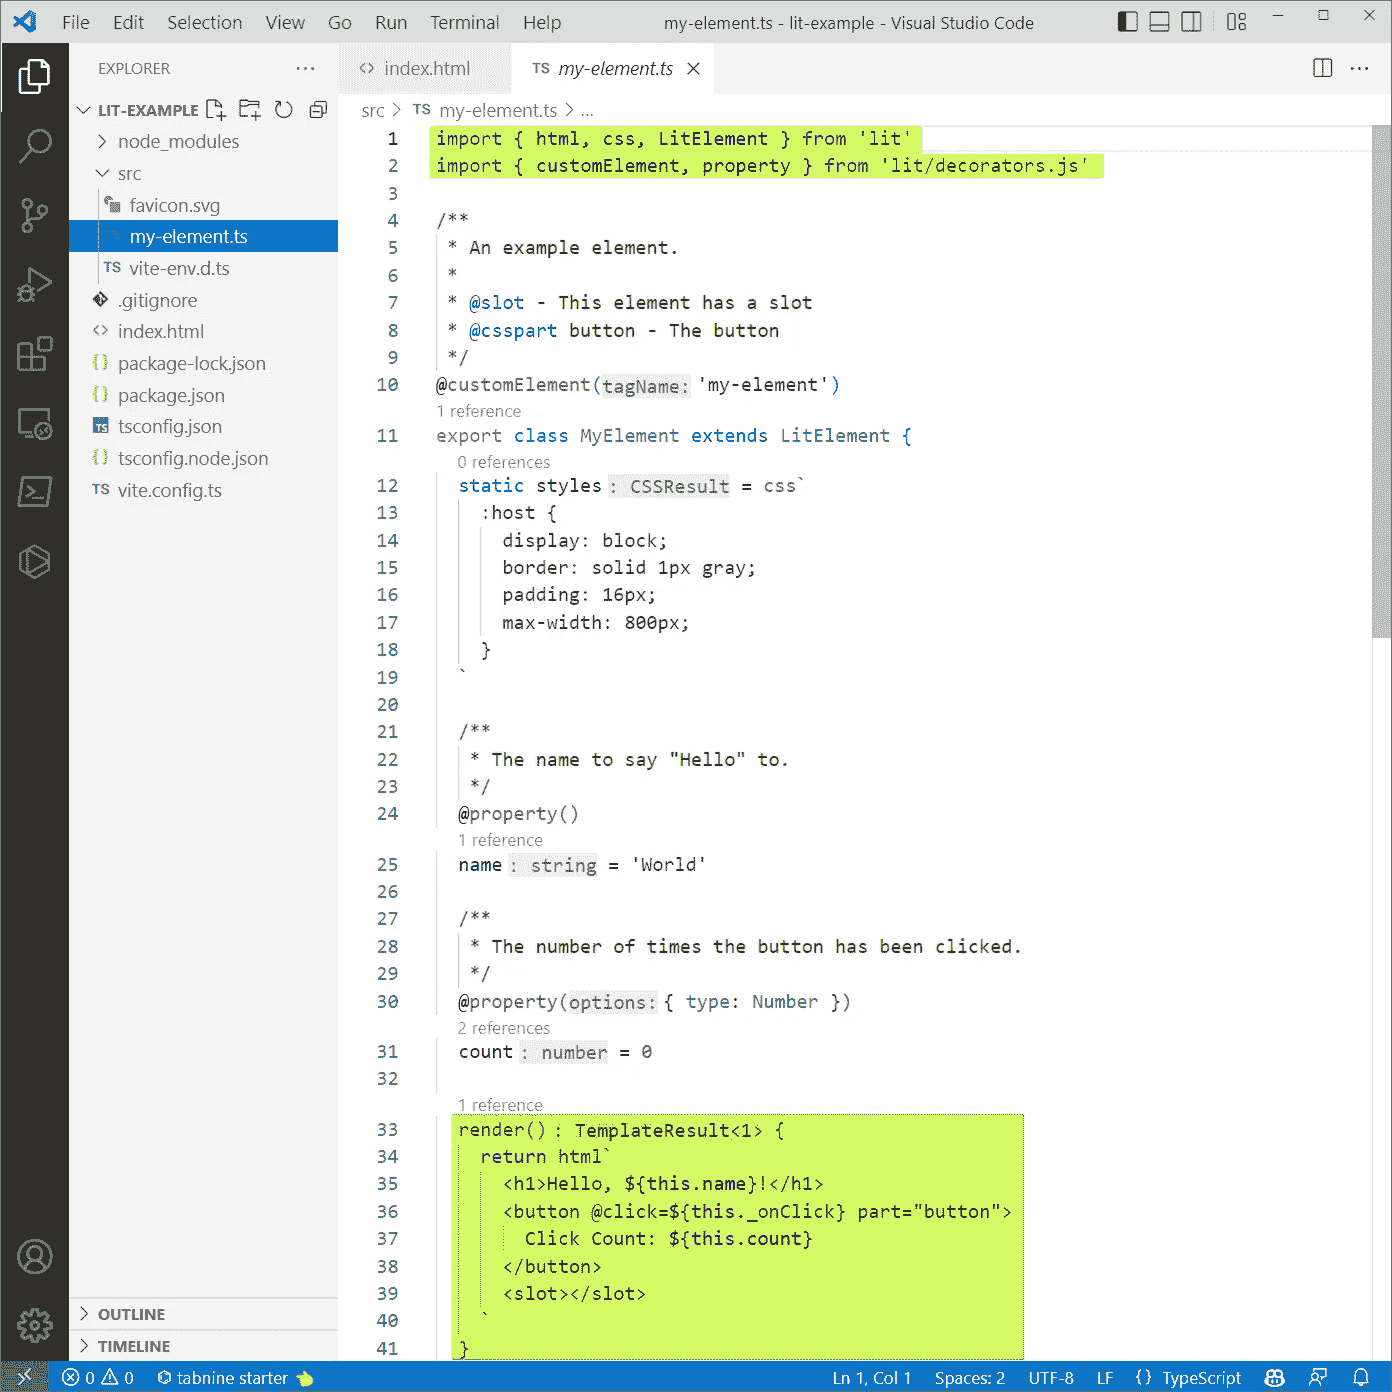 File Edit Selection View Go Run Terminal Help my-element.ts - lit-example - Visual Studio Code
EXPLORER
LIT-EXAMPLE
node_modules
src
favicon.svg
my-element.ts
TS vite-env.d.ts
.gitignore
<> index.html
{} package-lock.json
{} package.json
TS tsconfig.json
{} tsconfig.node.json
TS vite.config.ts
OUTLINE
TIMELINE
<> index.html TS my-element.ts
src > TS my-element.ts > ...
1 import { html, css, LitElement } from 'lit'
2 import { customElement, property } from 'lit/decorators.js'
3
4 /**
5 * An example element.
6 *
7 * @slot - This element has a slot
8 * @csspart button - The button
9 */
10 @customElement(tagName: 'my-element')
1 reference
11 export class MyElement extends LitElement {
0 references
12 static styles: CSSResult = css`
13 :host {
14 display: block;
15 border: solid 1px gray;
16 padding: 16px;
17 max-width: 800px;
18 }
19 `
20
21 /**
22 * The name to say "Hello" to.
23 */
24 @property()
1 reference
25 name: string = 'World'
26
27 /**
28 * The number of times the button has been clicked.
29 */
30 @property(options: { type: Number })
2 references
31 count: number = 0
32
1 reference
33 render(): TemplateResult<1> {
34 return html`
35 <h1>Hello, ${this.name}!</h1>
36 <button @click=${this._onClick} part="button">
37 Click Count: ${this.count}
38 </button>
39 <slot></slot>
40 `
41 }
0 0 tabnine starter Ln 1, Col 1 Spaces: 2 UTF-8 LF {} TypeScript